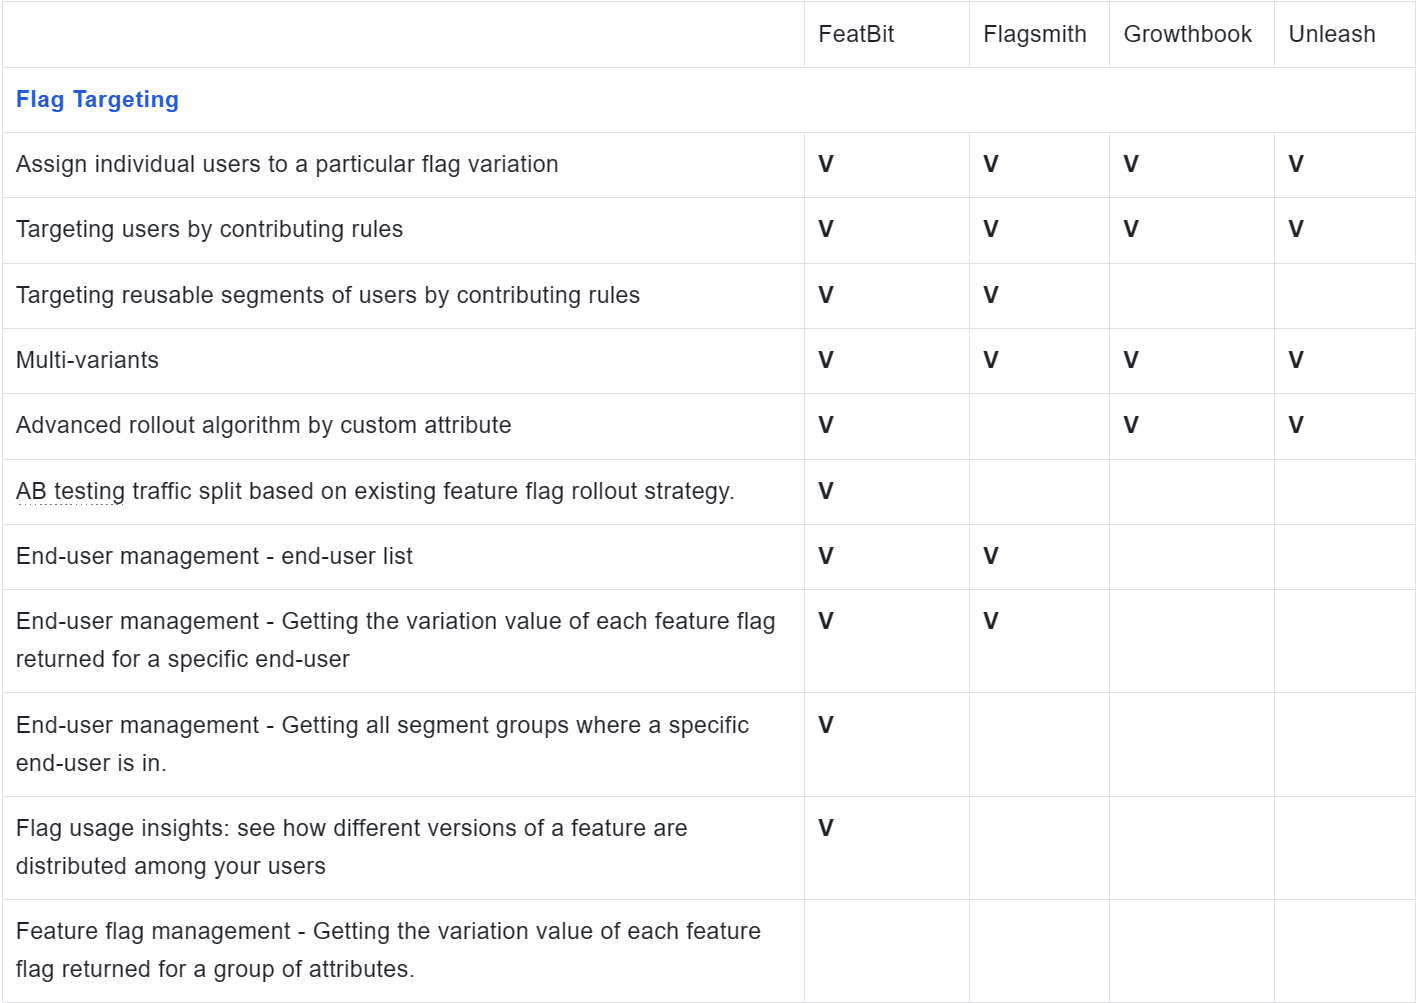 FeatBit Flagsmith Growthbook Unleash
Flag Targeting
Assign individual users to a particular flag variation V V V V
Targeting users by contributing rules V V V V
Targeting reusable segments of users by contributing rules V V
Multi-variants V V V V
Advanced rollout algorithm by custom attribute V V V
AB testing traffic split based on existing feature flag rollout strategy. V
End-user management - end-user list V V
End-user management - Getting the variation value of each feature flag V V
returned for a specific end-user
End-user management - Getting all segment groups where a specific V
end-user is in.
Flag usage insights: see how different versions of a feature are V
distributed among your users
Feature flag management - Getting the variation value of each feature
flag returned for a group of attributes.